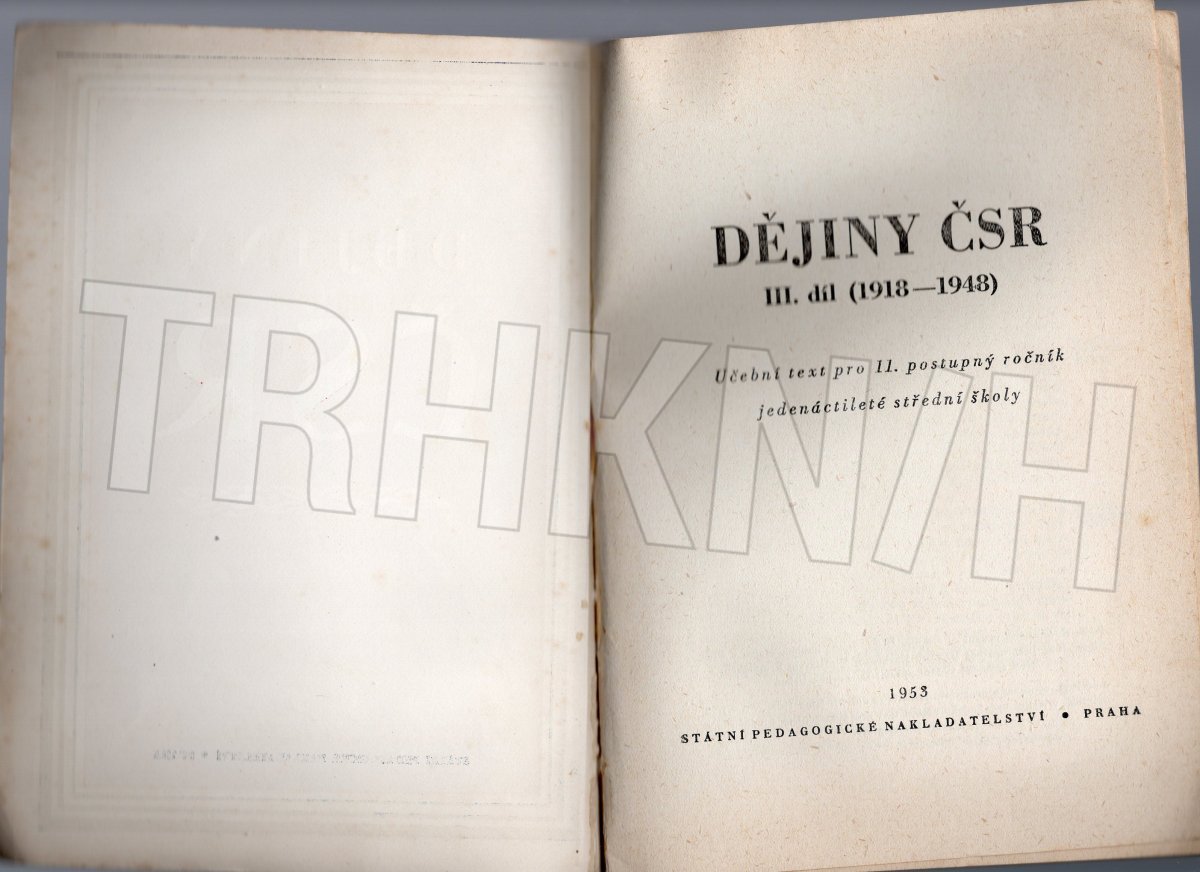 DĚJINY ČSR
III. díl (1918—1948)
Učební text pro 11. postupný ročník
jedenáctileté střední školy
TRHKNIH
1953
STÁTNÍ PEDAGOGICKÉ NAKLADATELSTVÍ • PRAHA